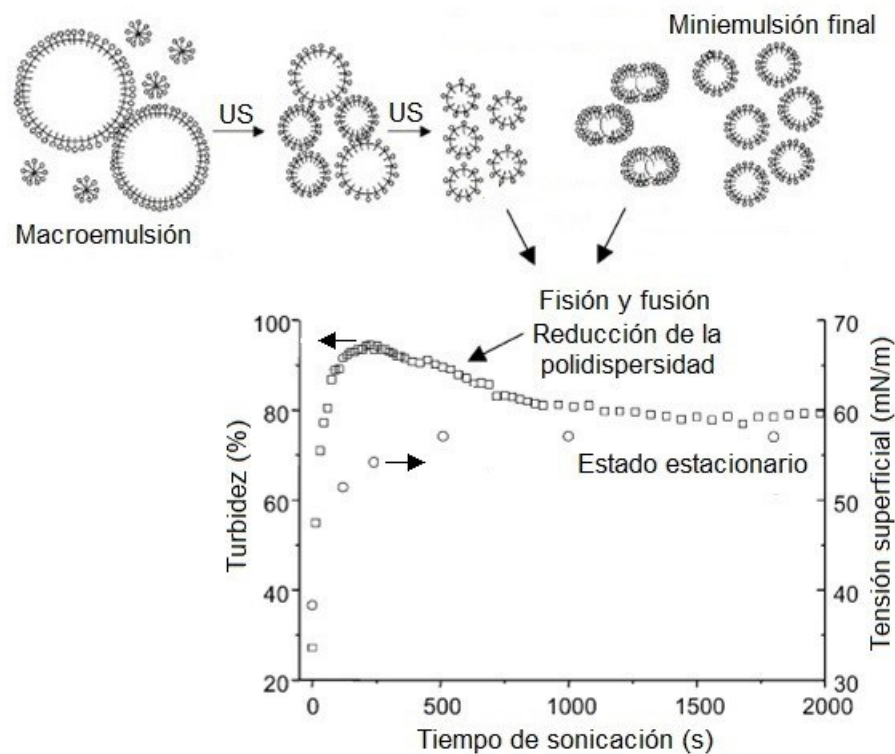 Miniemulsión final
US
US
Macroemulsión
Fisión y fusión
Reducción de la
polidispersidad
Estado estacionario
100
80
60
40
20
Turbidez (%)
70
60
50
40
30
Tensión superficial (mN/m)
0
500
1000
1500
2000
Tiempo de sonicación (s)